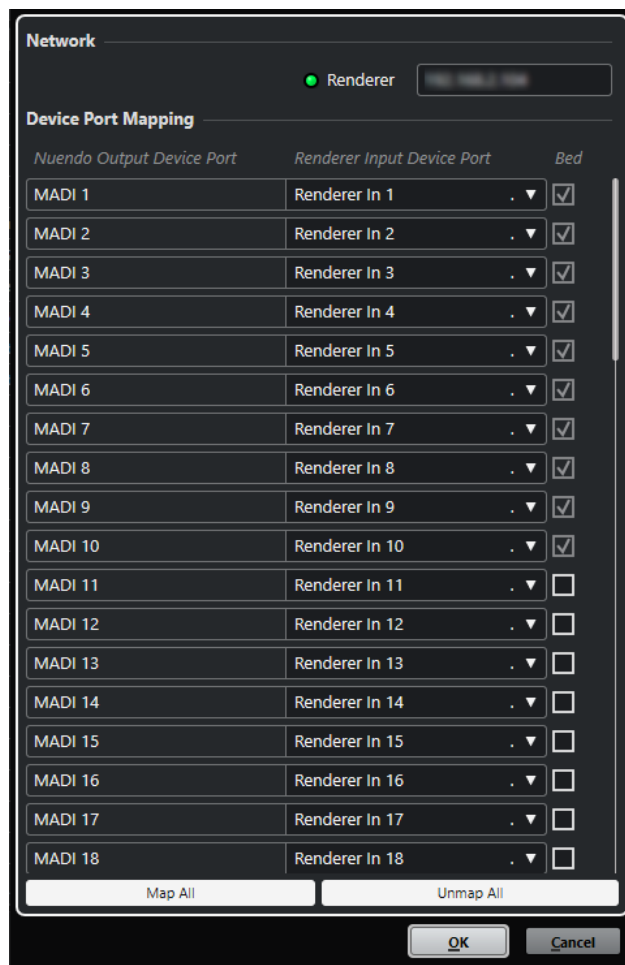 Network
Renderer
Device Port Mapping
Nuendo Output Device Port Renderer Input Device Port Bed
MADI 1 Renderer In 1 .
MADI 2 Renderer In 2 .
MADI 3 Renderer In 3 .
MADI 4 Renderer In 4 .
MADI 5 Renderer In 5 .
MADI 6 Renderer In 6 .
MADI 7 Renderer In 7 .
MADI 8 Renderer In 8 .
MADI 9 Renderer In 9 .
MADI 10 Renderer In 10 .
MADI 11 Renderer In 11 .
MADI 12 Renderer In 12 .
MADI 13 Renderer In 13 .
MADI 14 Renderer In 14 .
MADI 15 Renderer In 15 .
MADI 16 Renderer In 16 .
MADI 17 Renderer In 17 .
MADI 18 Renderer In 18 .
Map All Unmap All
OK Cancel